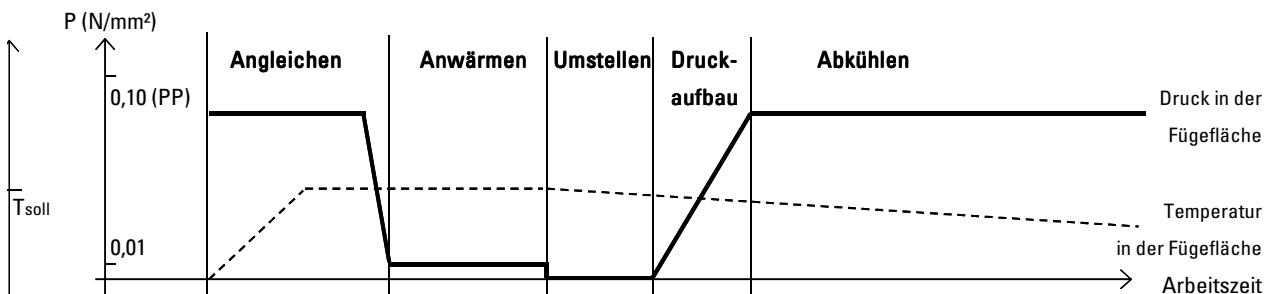 P (N/mm²)
Angleichen
Anwärmen
Umstellen
Druck-
aufbau
Abkühlen
0,10 (PP)
Druck in der
Fügefläche
Tsoll
Temperatur
in der Fügefläche
0,01
Arbeitszeit